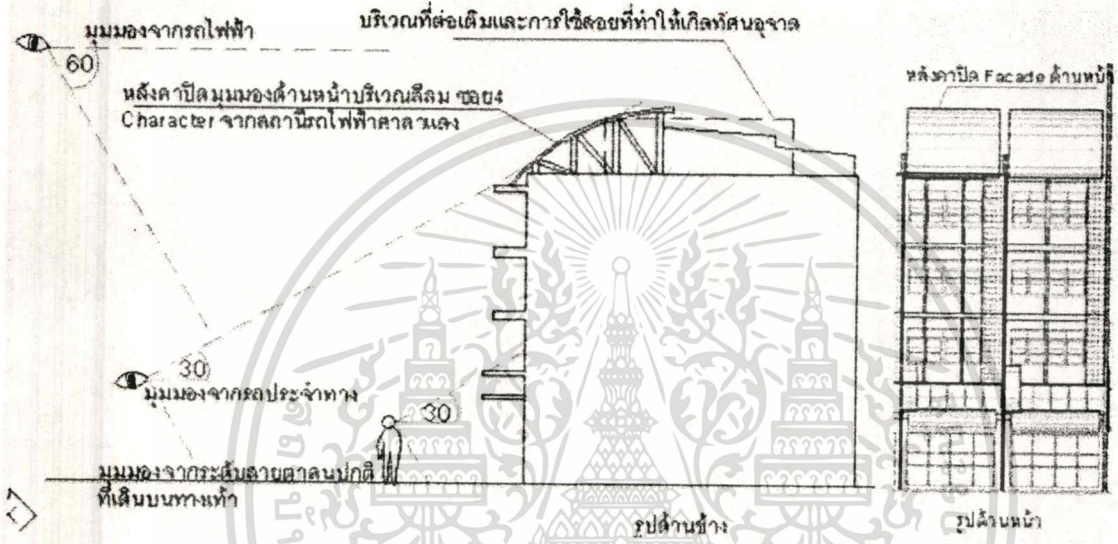 บริเวณที่ต่อเติมและการใช้สอยที่ทำให้เกิดทัศนอุจาด
มุมมองจากรถไฟฟ้า
60
หลังคาปิด Facade ด้านหน้า
หลังคาปิดมุมมองด้านหน้าบริเวณสีลม ซอย4
Character จากสถานีรถไฟฟ้าศาลาแดง
30
มุมมองจากรถประจำทาง
30
มุมมองจากระดับสายตาคนปกติ
ที่เดินบนทางเท้า
รูปด้านข้าง
รูปด้านหน้า